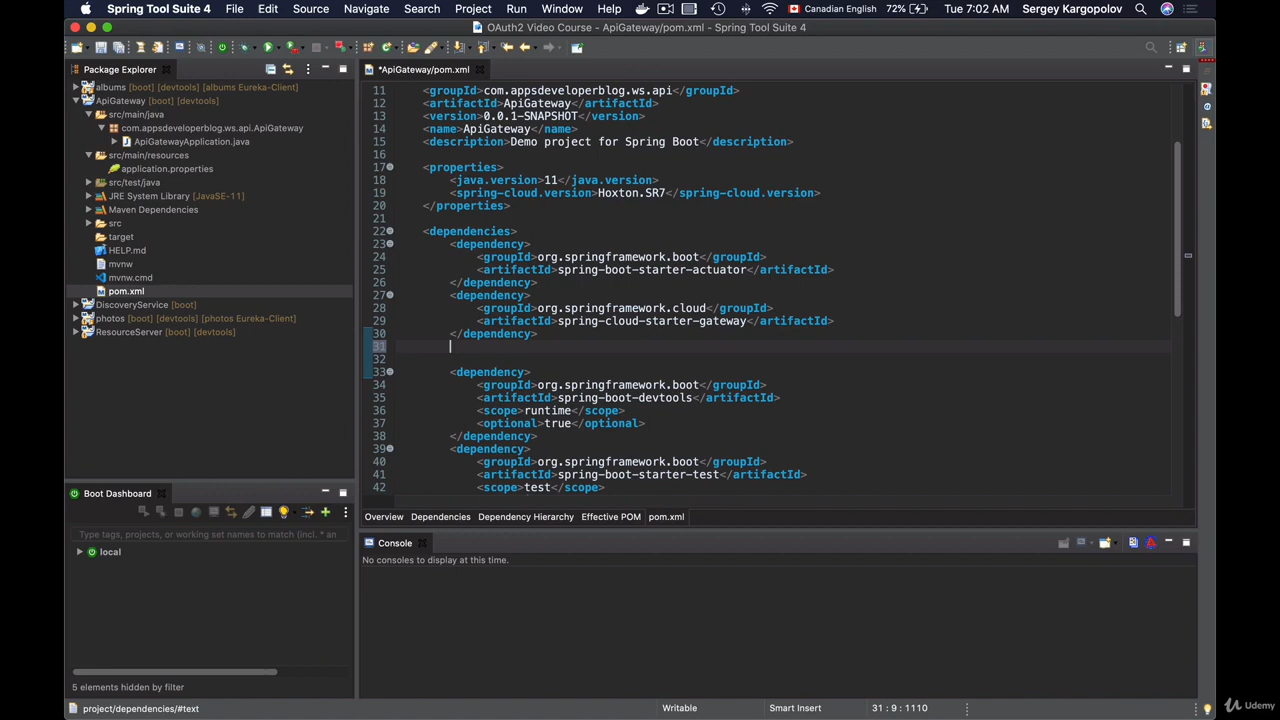 Spring Tool Suite 4 File Edit Source Navigate Search Project Run Window Help Canadian English 72% Tue 7:02 AM Sergey Kargopolov
OAuth2 Video Course - ApiGateway/pom.xml - Spring Tool Suite 4
Package Explorer
albums [boot] [devtools] [albums Eureka-Client]
ApiGateway [boot] [devtools]
src/main/java
com.appsdeveloperblog.ws.api.ApiGateway
ApiGatewayApplication.java
src/main/resources
application.properties
src/test/java
JRE System Library [JavaSE-11]
Maven Dependencies
src
target
HELP.md
mvnw
mvnw.cmd
pom.xml
DiscoveryService [boot]
photos [boot] [devtools] [photos Eureka-Client]
ResourceServer [boot] [devtools]
Boot Dashboard
Type tags, projects, or working set names to match (incl. * an
local
5 elements hidden by filter
*ApiGateway/pom.xml
11 <groupId>com.appsdeveloperblog.ws.api</groupId>
12 <artifactId>ApiGateway</artifactId>
13 <version>0.0.1-SNAPSHOT</version>
14 <name>ApiGateway</name>
15 <description>Demo project for Spring Boot</description>
16
17 <properties>
18 <java.version>11</java.version>
19 <spring-cloud.version>Hoxton.SR7</spring-cloud.version>
20 </properties>
21
22 <dependencies>
23 <dependency>
24 <groupId>org.springframework.boot</groupId>
25 <artifactId>spring-boot-starter-actuator</artifactId>
26 </dependency>
27 <dependency>
28 <groupId>org.springframework.cloud</groupId>
29 <artifactId>spring-cloud-starter-gateway</artifactId>
30 </dependency>
31
32
33 <dependency>
34 <groupId>org.springframework.boot</groupId>
35 <artifactId>spring-boot-devtools</artifactId>
36 <scope>runtime</scope>
37 <optional>true</optional>
38 </dependency>
39 <dependency>
40 <groupId>org.springframework.boot</groupId>
41 <artifactId>spring-boot-starter-test</artifactId>
42 <scope>test</scope>
Overview Dependencies Dependency Hierarchy Effective POM pom.xml
Console
No consoles to display at this time.
project/dependencies/#text Writable Smart Insert 31 : 9 : 1110
Udemy